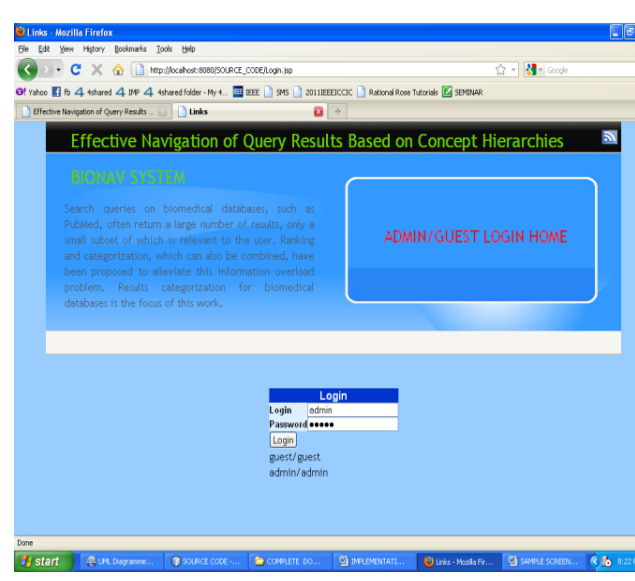 Links - Mozilla Firefox
File Edit View History Bookmarks Tools Help
http://localhost:8080/SOURCE_CODE/Login.jsp
Google
Yahoo fb 4shared IMP 4shared folder - My 4... IEEE SMS 2011IEEEICCIC Rational Rose Tutorials SEMINAR
Effective Navigation of Query Results ... Links
Effective Navigation of Query Results Based on Concept Hierarchies
BIONAV SYSTEM
Search queries on biomedical databases, such as
PubMed, often return a large number of results, only a
small subset of which is relevant to the user. Ranking
and categorization, which can also be combined, have
been proposed to alleviate this information overload
problem. Results categorization for biomedical
databases is the focus of this work.
ADMIN/GUEST LOGIN HOME
Login
Login admin
Password ●●●●●
Login
guest/guest
admin/admin
Done
start UML Diagramme... SOURCE CODE -... COMPLETE DO... IMPLEMENTATI... Links - Mozilla Fir... SAMPLE SCREEN... 8:22